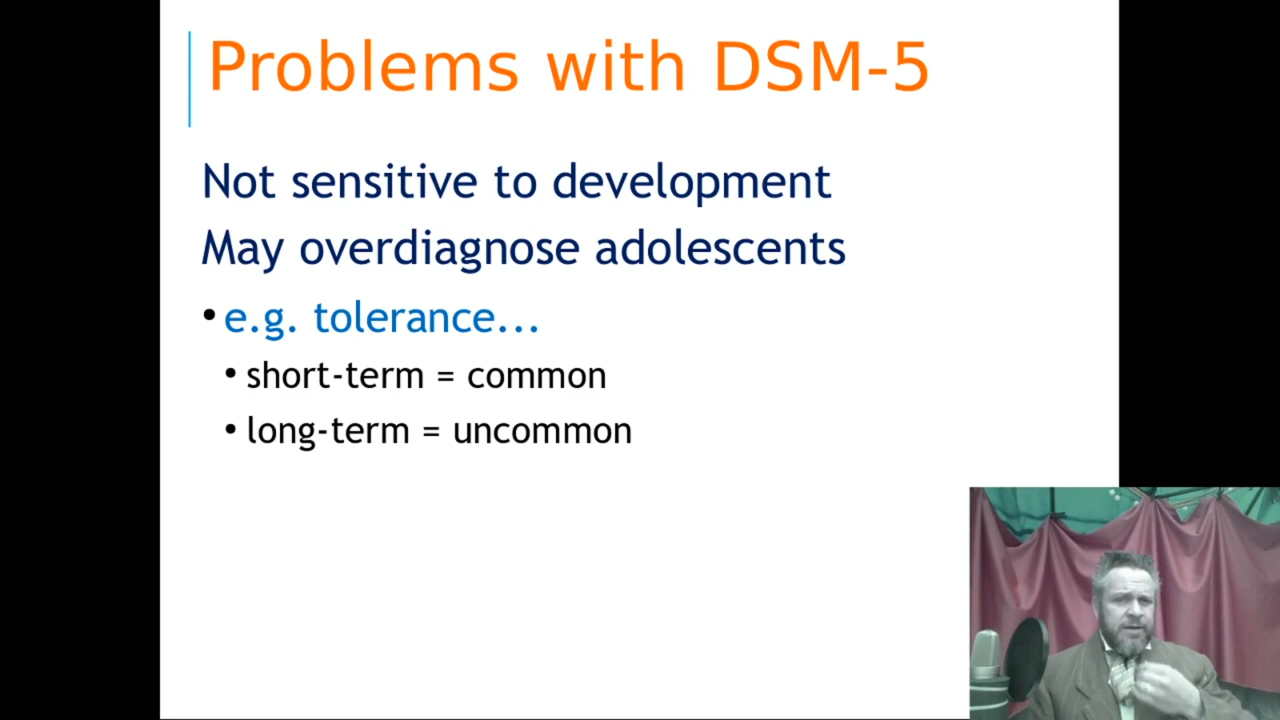 Problems with DSM-5
Not sensitive to development
May overdiagnose adolescents
• e.g. tolerance...
• short-term = common
• long-term = uncommon